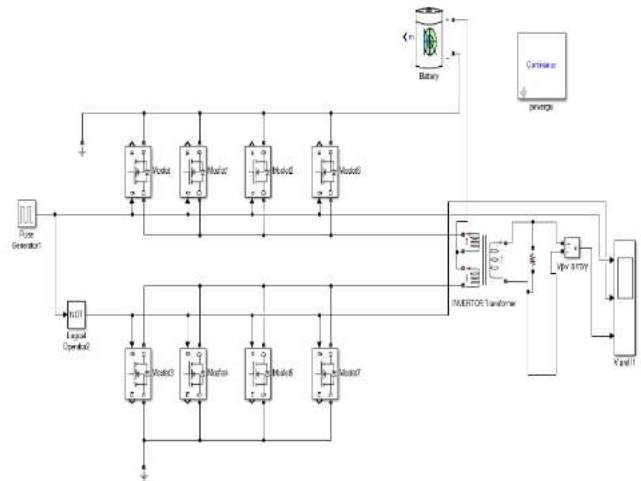 Battery
Continuous
powergui
Mosfet
Mosfet1
Mosfet2
Mosfet6
Pulse
Generator1
INVERTOR Transformer
Vpv array
NOT
Logical
Operator2
Mosfet3
Mosfet4
Mosfet5
Mosfet7